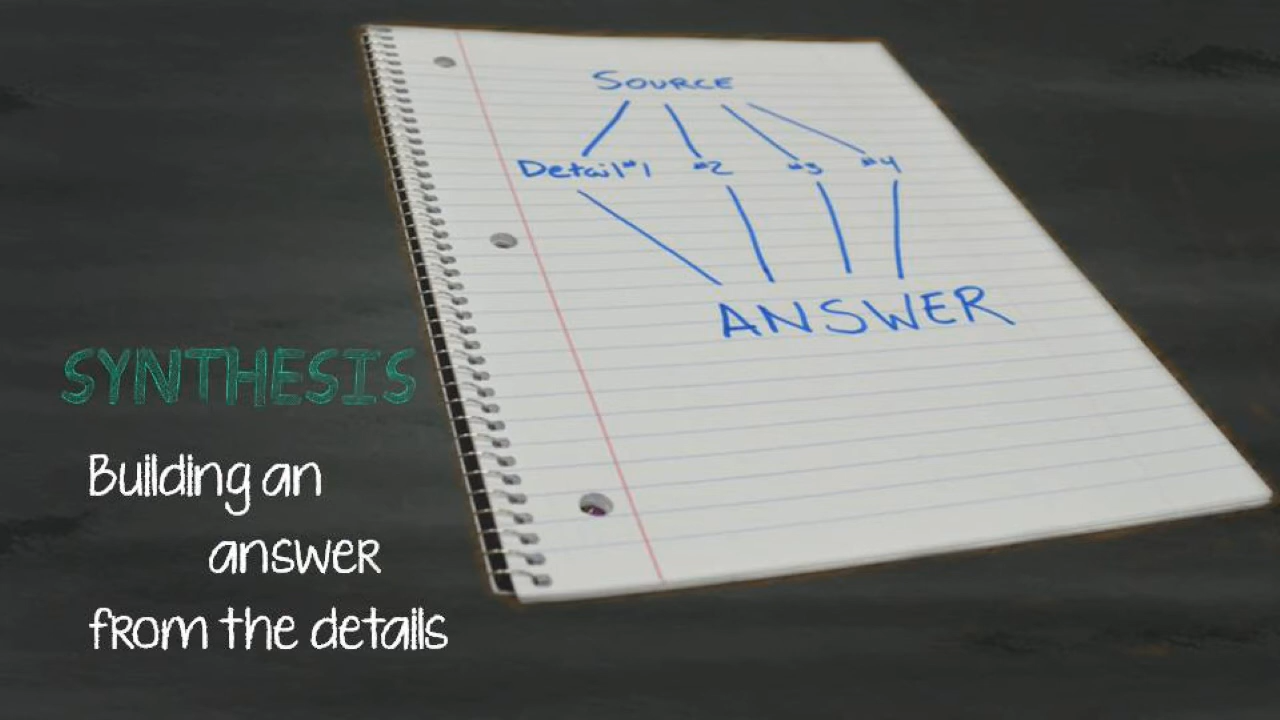 SOURCE
Detail #1 #2 #3 #4
ANSWER
SYNTHESIS
Building an
answer
from the details